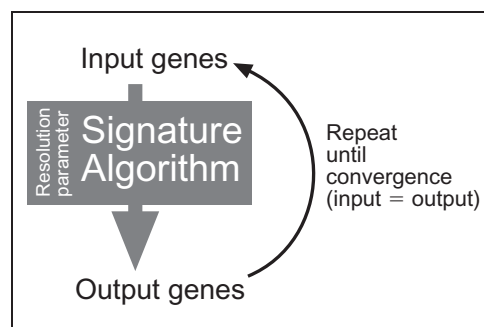 Input genes
Resolution
parameter
Signature
Algorithm
Repeat
until
convergence
(input = output)
Output genes